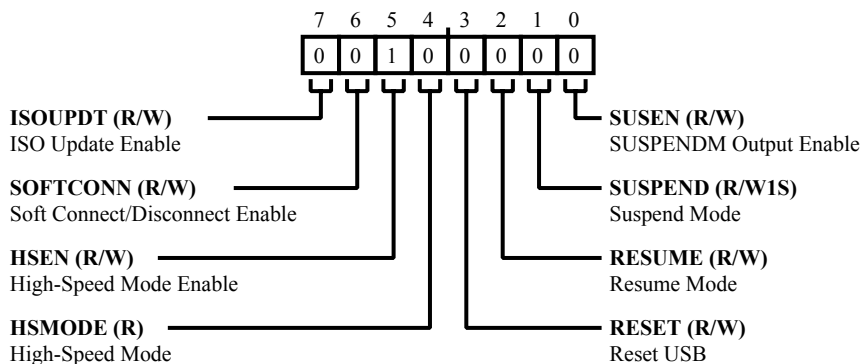 7 6 5 4 3 2 1 0
0 0 1 0 0 0 0 0
ISOUPDT (R/W)
ISO Update Enable
SOFTCONN (R/W)
Soft Connect/Disconnect Enable
HSEN (R/W)
High-Speed Mode Enable
HSMODE (R)
High-Speed Mode
SUSEN (R/W)
SUSPENDM Output Enable
SUSPEND (R/W1S)
Suspend Mode
RESUME (R/W)
Resume Mode
RESET (R/W)
Reset USB